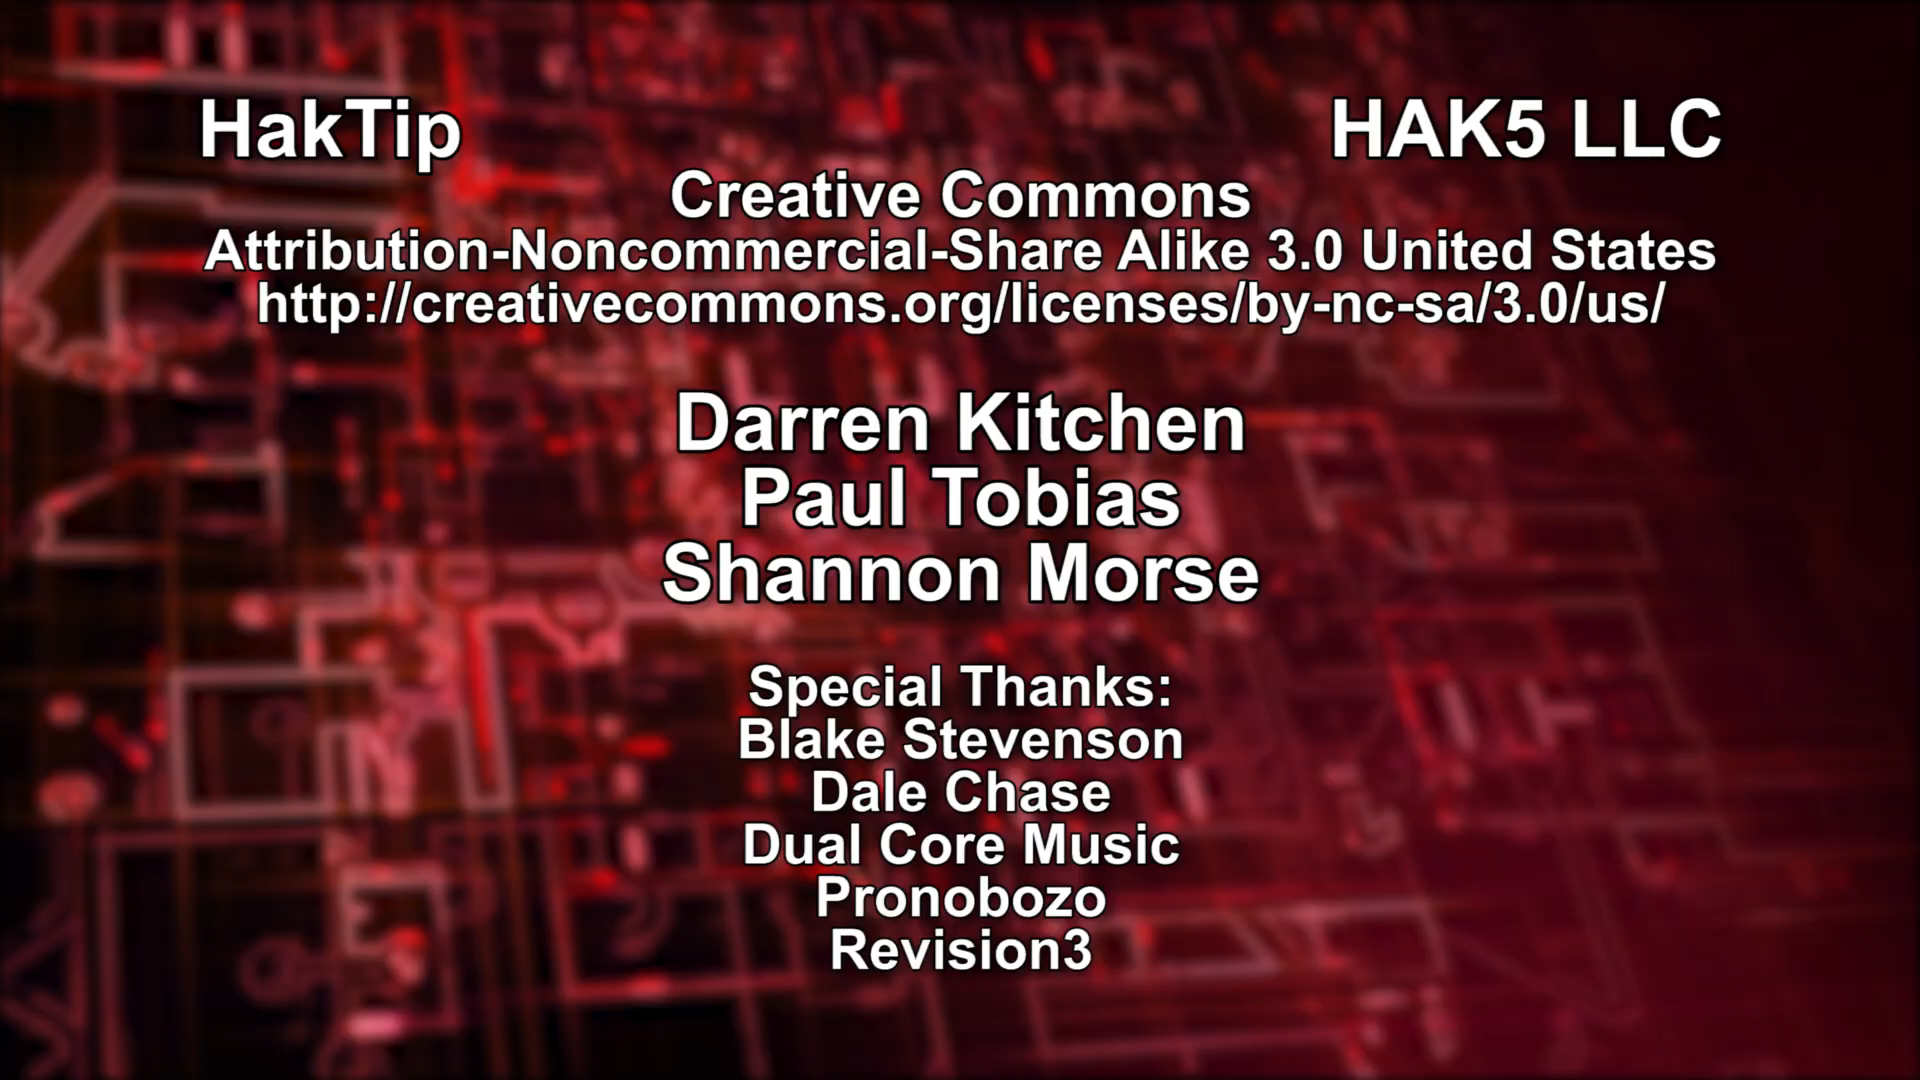 HakTip HAK5 LLC
Creative Commons
Attribution-Noncommercial-Share Alike 3.0 United States
http://creativecommons.org/licenses/by-nc-sa/3.0/us/
Darren Kitchen
Paul Tobias
Shannon Morse
Special Thanks:
Blake Stevenson
Dale Chase
Dual Core Music
Pronobozo
Revision3